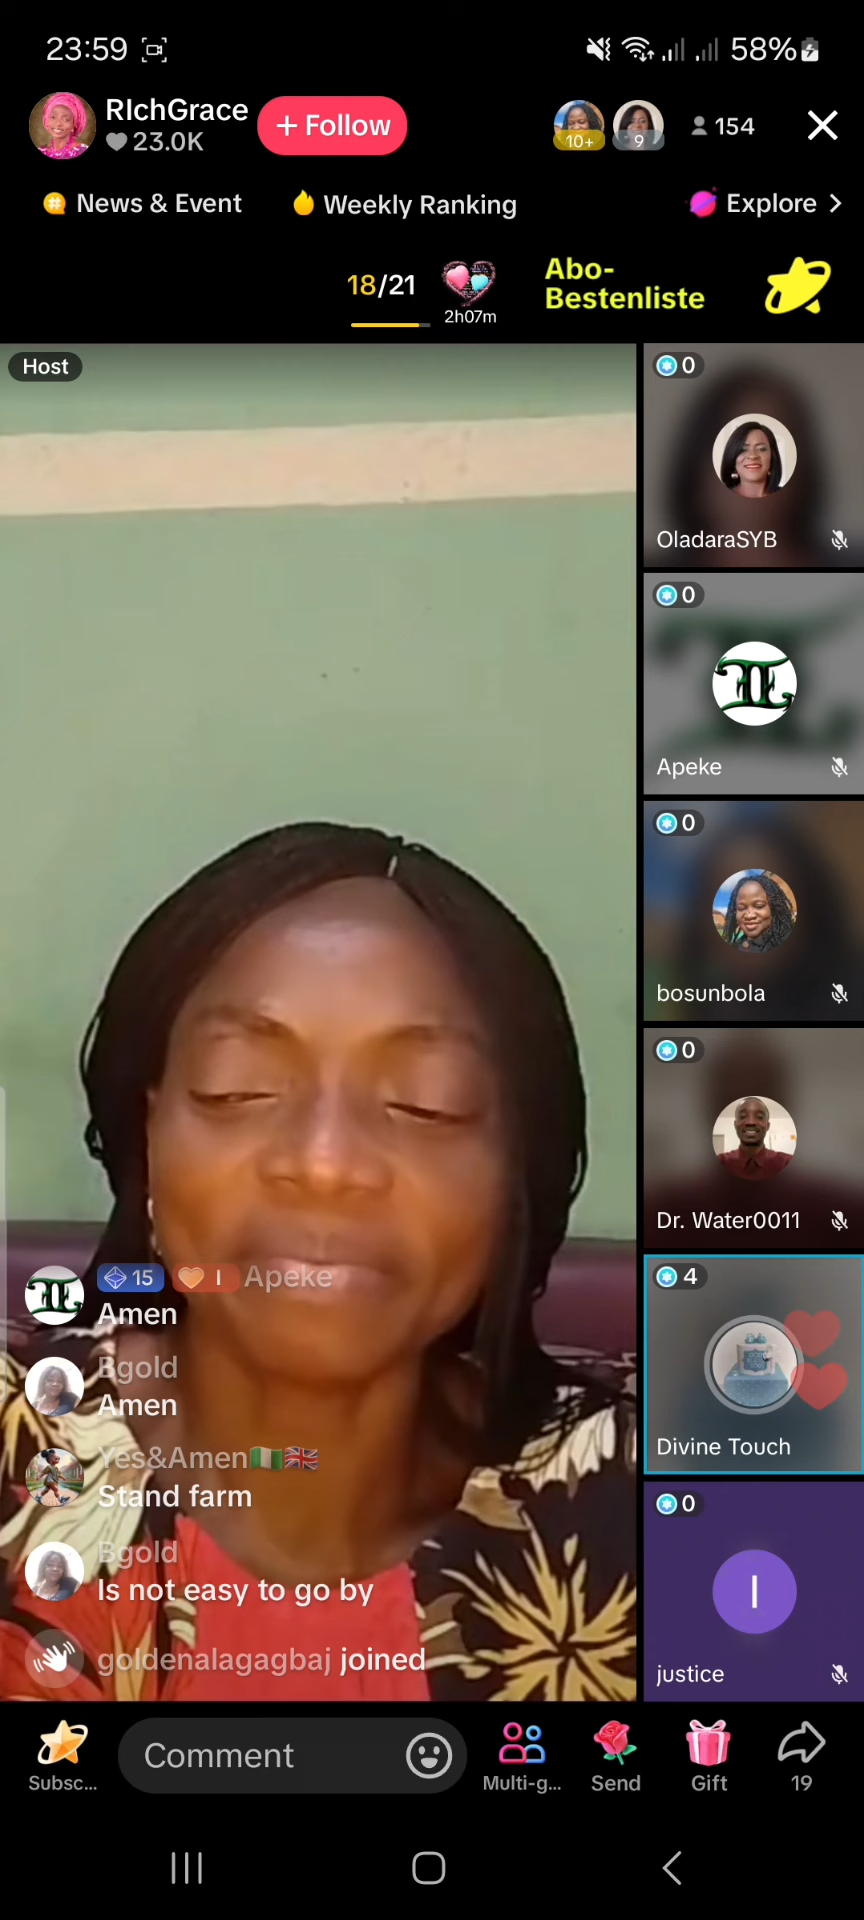 23:59
58%
RIchGrace
23.0K
+ Follow
10+
9
154
News & Event
Weekly Ranking
Explore >
18/21
2h07m
Abo-
Bestenliste
Host
0
OladaraSYB
0
Apeke
0
bosunbola
0
Dr. Water0011
4
Divine Touch
0
I
justice
15
I
Apeke
Amen
Bgold
Amen
Yes&Amen🇳🇬🇬🇧
Stand farm
Bgold
Is not easy to go by
goldenalagagbaj joined
Subsc...
Comment
Multi-g...
Send
Gift
19